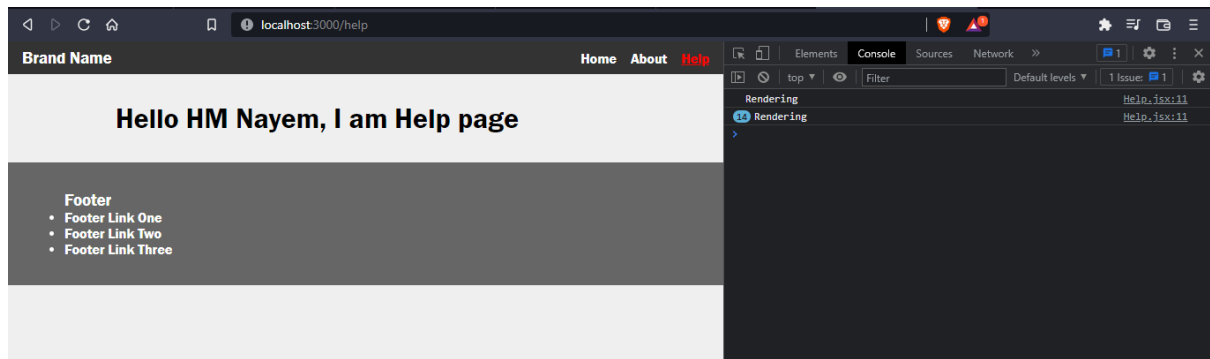 localhost:3000/help
1
Brand Name Home About Help
Hello HM Nayem, I am Help page
Footer
Footer Link One
Footer Link Two
Footer Link Three
Elements Console Sources Network » 1
top ▼ Filter Default levels ▼ 1 Issue: 1
Rendering Help.jsx:11
14 Rendering Help.jsx:11